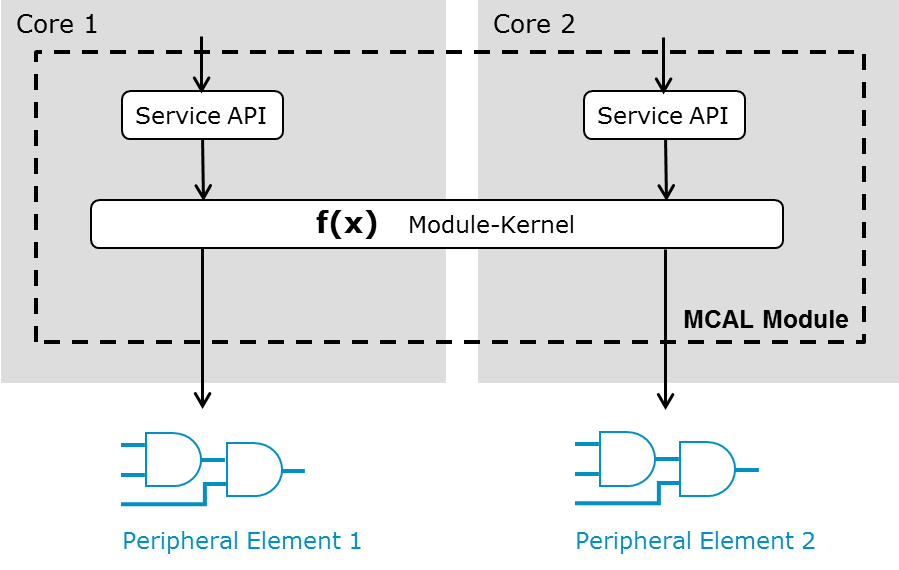 Core 1
Core 2
Service API
Service API
f(x) Module-Kernel
MCAL Module
Peripheral Element 1
Peripheral Element 2